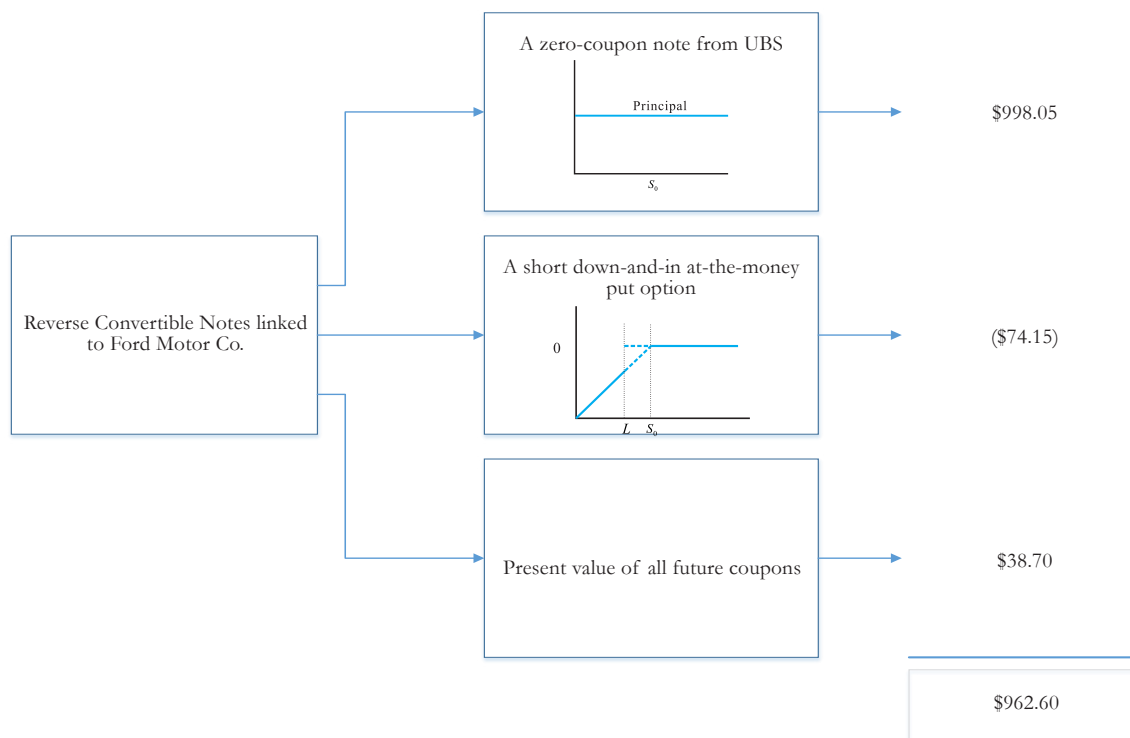 A zero-coupon note from UBS
Principal
S₀
$998.05
Reverse Convertible Notes linked
to Ford Motor Co.
A short down-and-in at-the-money
put option
0
L S₀
($74.15)
Present value of all future coupons
$38.70
$962.60